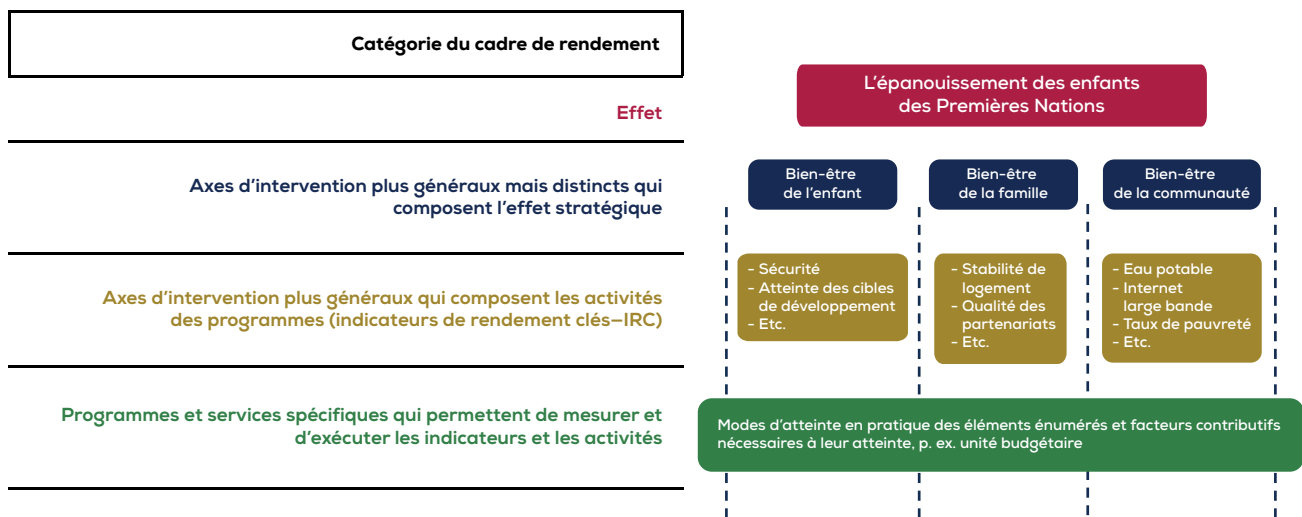 Catégorie du cadre de rendement
Effet
L'épanouissement des enfants
des Premières Nations
Axes d'intervention plus généraux mais distincts qui
composent l'effet stratégique
Bien-être
de l'enfant
Bien-être
de la famille
Bien-être
de la communauté
Axes d'intervention plus généraux qui composent les activités
des programmes (indicateurs de rendement clés—IRC)
- Sécurité
- Atteinte des cibles
de développement
- Etc.
- Stabilité de
logement
- Qualité des
partenariats
- Etc.
- Eau potable
- Internet
large bande
- Taux de pauvreté
- Etc.
Programmes et services spécifiques qui permettent de mesurer et
d'exécuter les indicateurs et les activités
Modes d'atteinte en pratique des éléments énumérés et facteurs contributifs
nécessaires à leur atteinte, p. ex. unité budgétaire